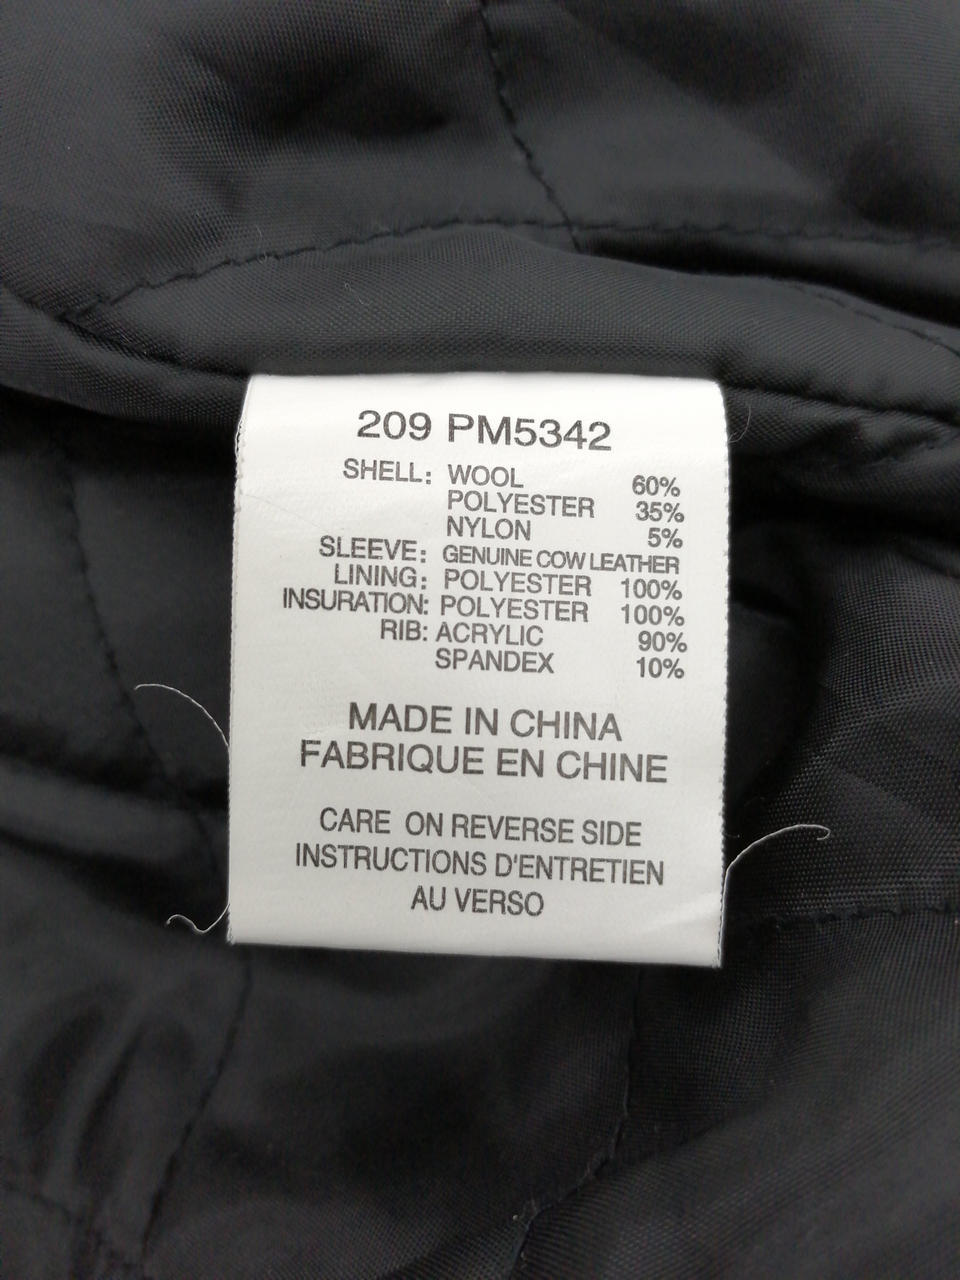 209 PM5342
SHELL: WOOL 60%
POLYESTER 35%
NYLON 5%
SLEEVE: GENUINE COW LEATHER
LINING: POLYESTER 100%
INSURATION: POLYESTER 100%
RIB: ACRYLIC 90%
SPANDEX 10%
MADE IN CHINA
FABRIQUE EN CHINE
CARE ON REVERSE SIDE
INSTRUCTIONS D'ENTRETIEN
AU VERSO